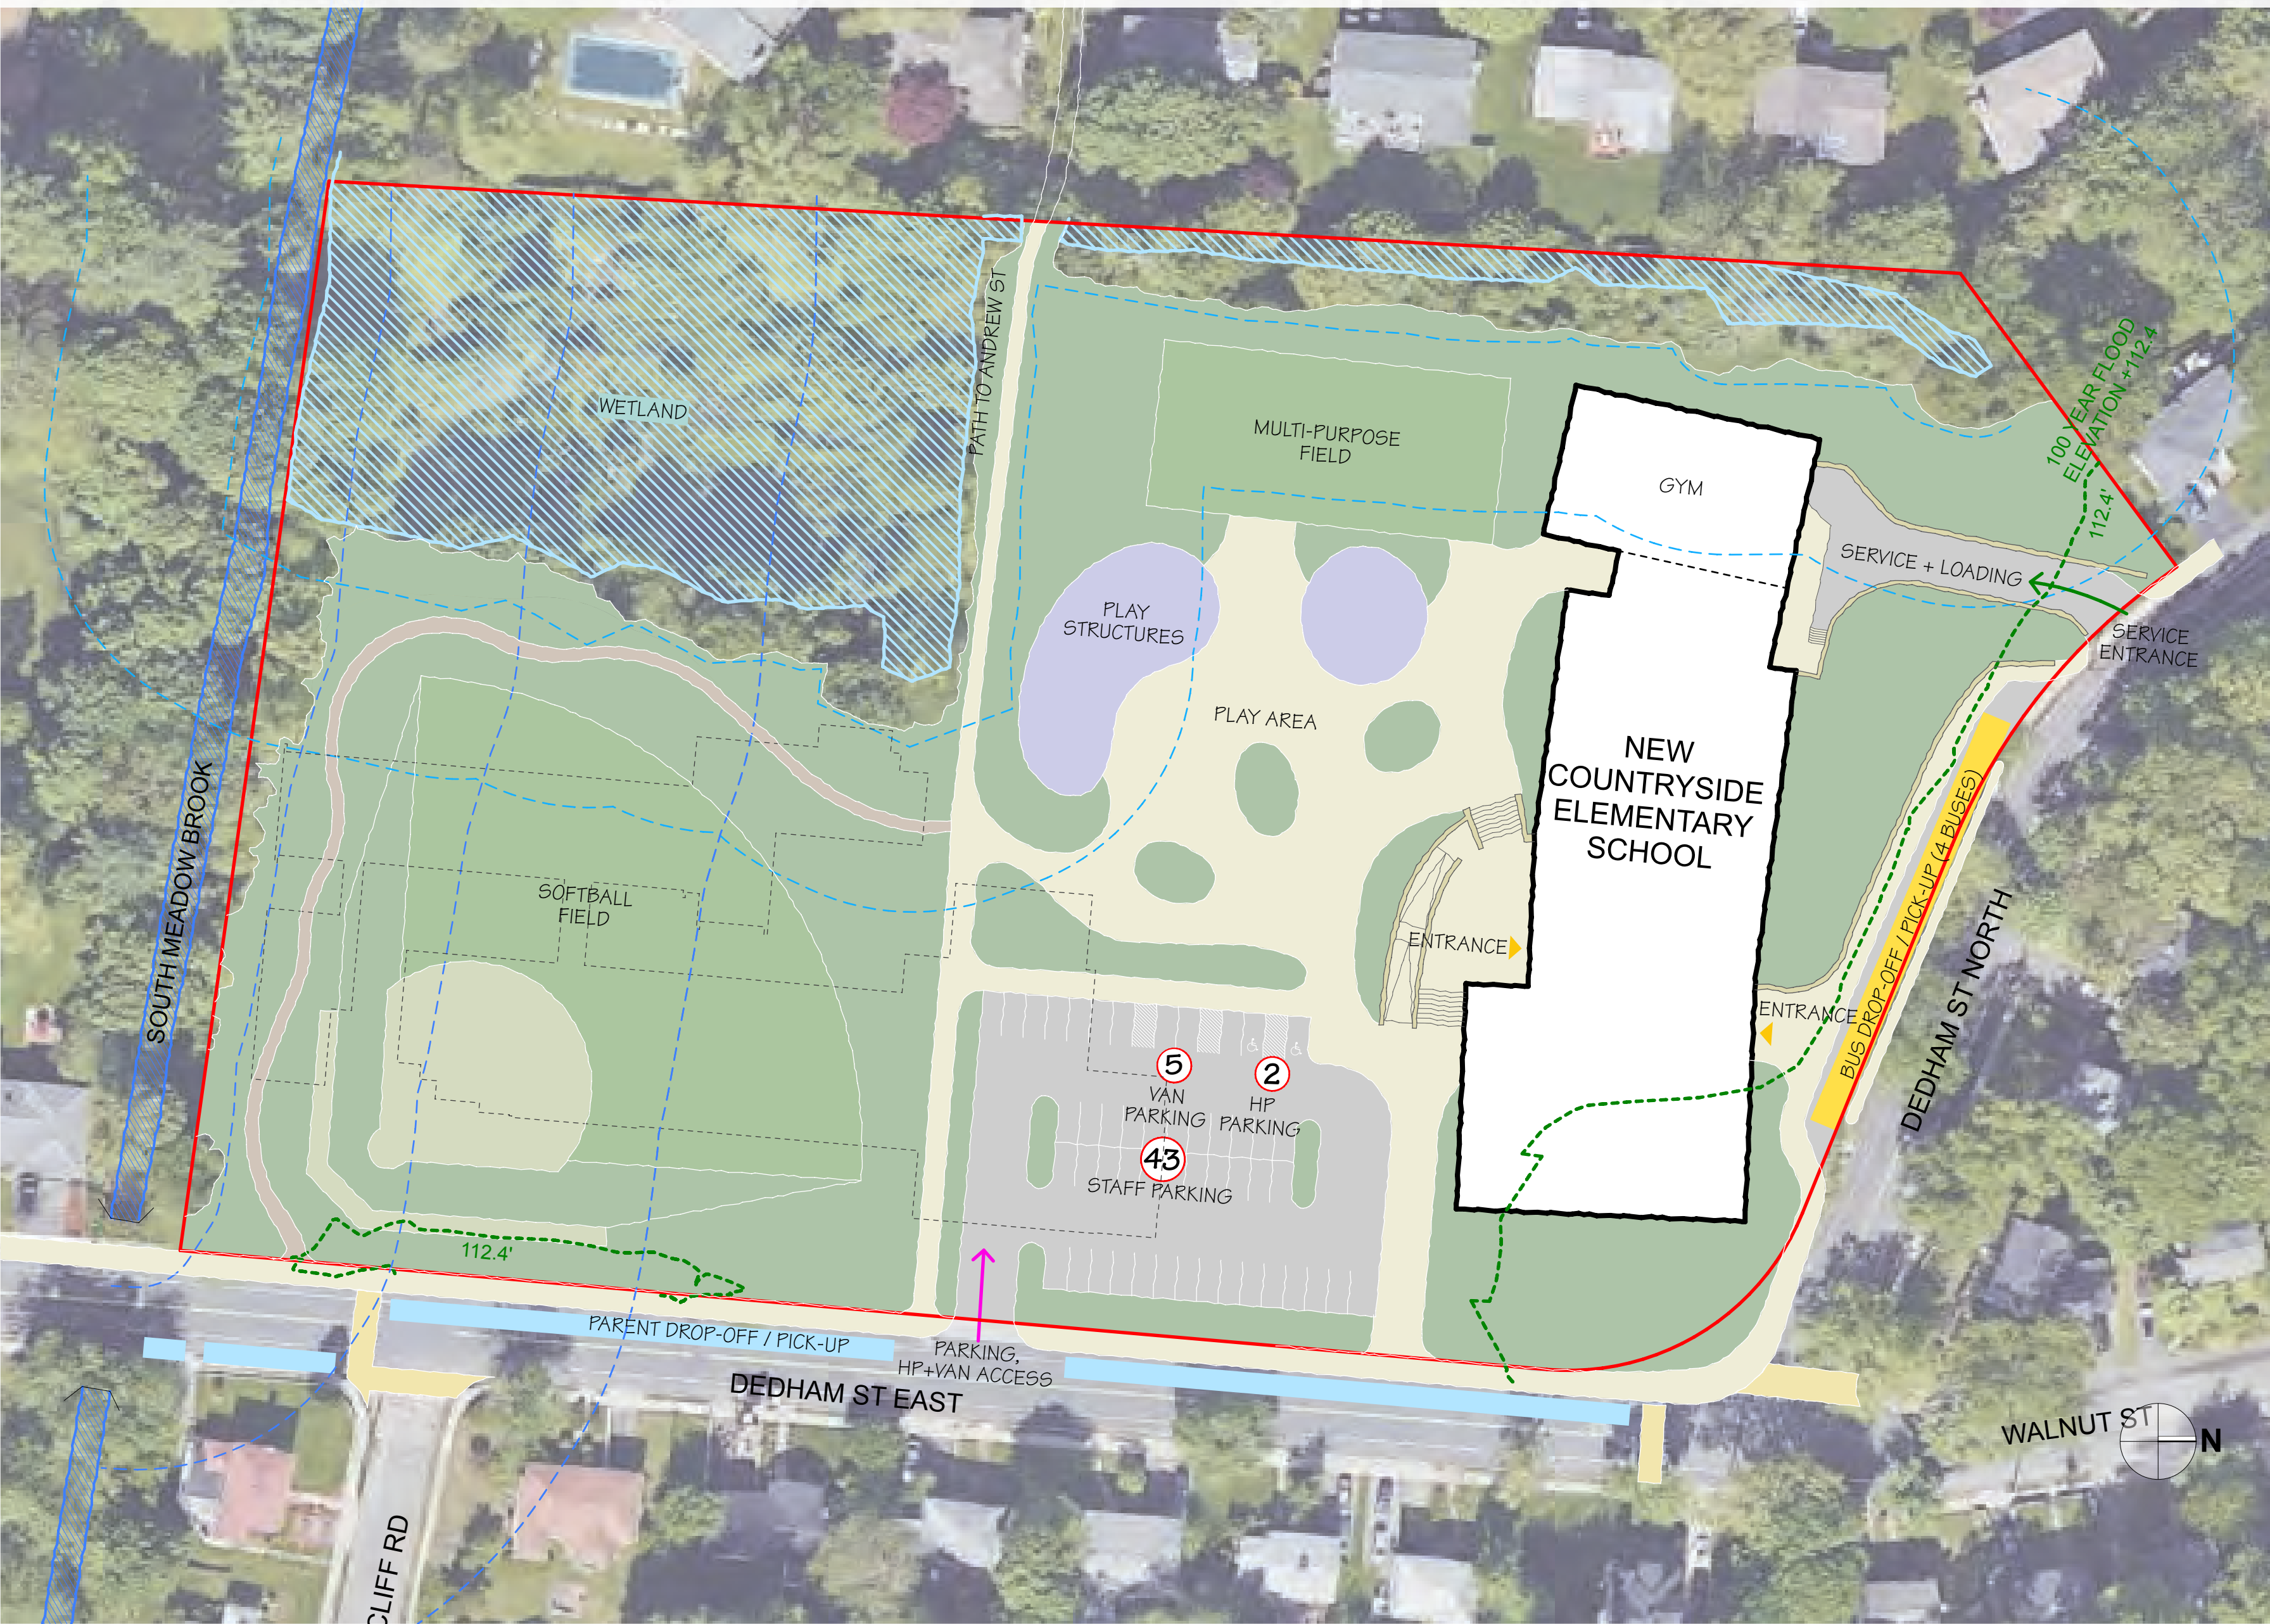 PATH TO ANDREW ST
100 YEAR FLOOD
ELEVATION +112.4
112.4'
WETLAND
MULTI-PURPOSE
FIELD
GYM
SERVICE + LOADING
SERVICE
ENTRANCE
PLAY
STRUCTURES
PLAY AREA
NEW
COUNTRYSIDE
ELEMENTARY
SCHOOL
SOUTH MEADOW BROOK
SOFTBALL
FIELD
ENTRANCE
ENTRANCE
BUS DROP-OFF / PICK-UP (4 BUSES)
DEDHAM ST NORTH
5
VAN
PARKING
2
HP
PARKING
43
STAFF PARKING
112.4'
PARENT DROP-OFF / PICK-UP
PARKING,
HP+VAN ACCESS
DEDHAM ST EAST
WALNUT ST
N
CLIFF RD